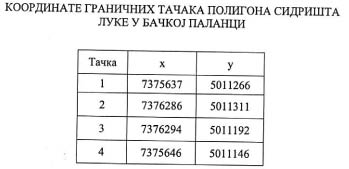 КООРДИНАТЕ ГРАНИЧНИХ ТАЧАКА ПОЛИГОНА СИДРИШТА
ЛУКЕ У БАЧКОЈ ПАЛАНЦИ
Тачка x y
1 7375637 5011266
2 7376286 5011311
3 7376294 5011192
4 7375646 5011146